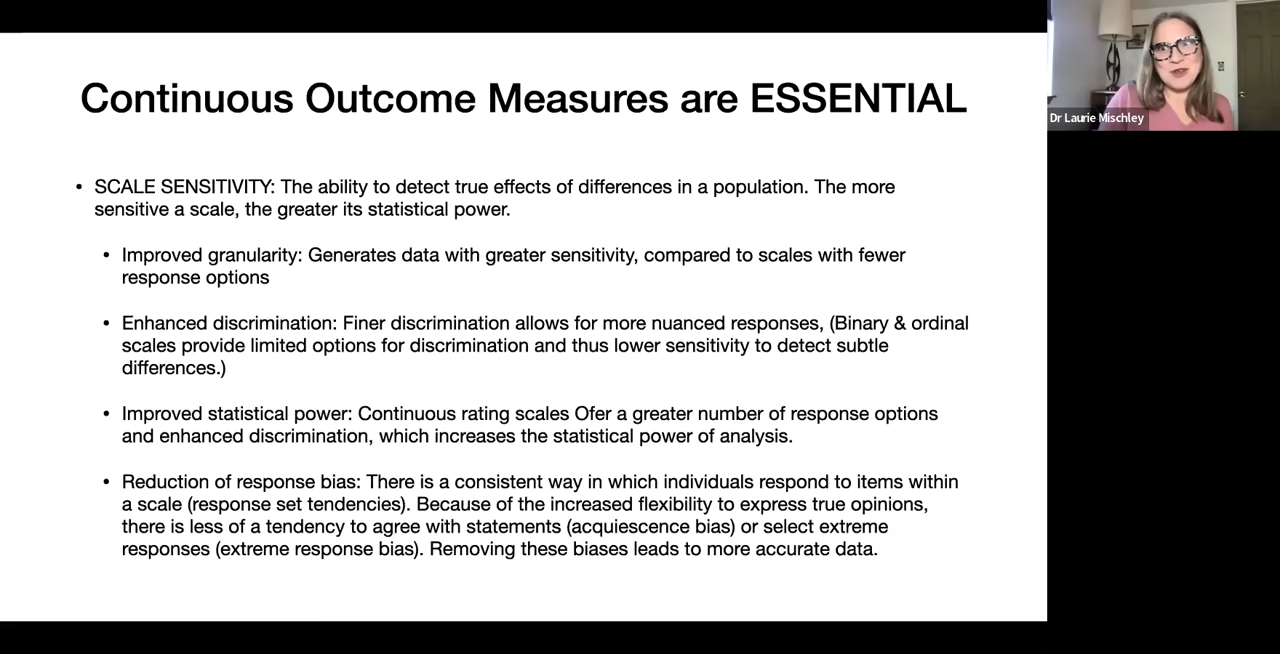 Continuous Outcome Measures are ESSENTIAL
• SCALE SENSITIVITY: The ability to detect true effects of differences in a population. The more
sensitive a scale, the greater its statistical power.
• Improved granularity: Generates data with greater sensitivity, compared to scales with fewer
response options
• Enhanced discrimination: Finer discrimination allows for more nuanced responses, (Binary & ordinal
scales provide limited options for discrimination and thus lower sensitivity to detect subtle
differences.)
• Improved statistical power: Continuous rating scales Ofer a greater number of response options
and enhanced discrimination, which increases the statistical power of analysis.
• Reduction of response bias: There is a consistent way in which individuals respond to items within
a scale (response set tendencies). Because of the increased flexibility to express true opinions,
there is less of a tendency to agree with statements (acquiescence bias) or select extreme
responses (extreme response bias). Removing these biases leads to more accurate data.
Dr Laurie Mischley